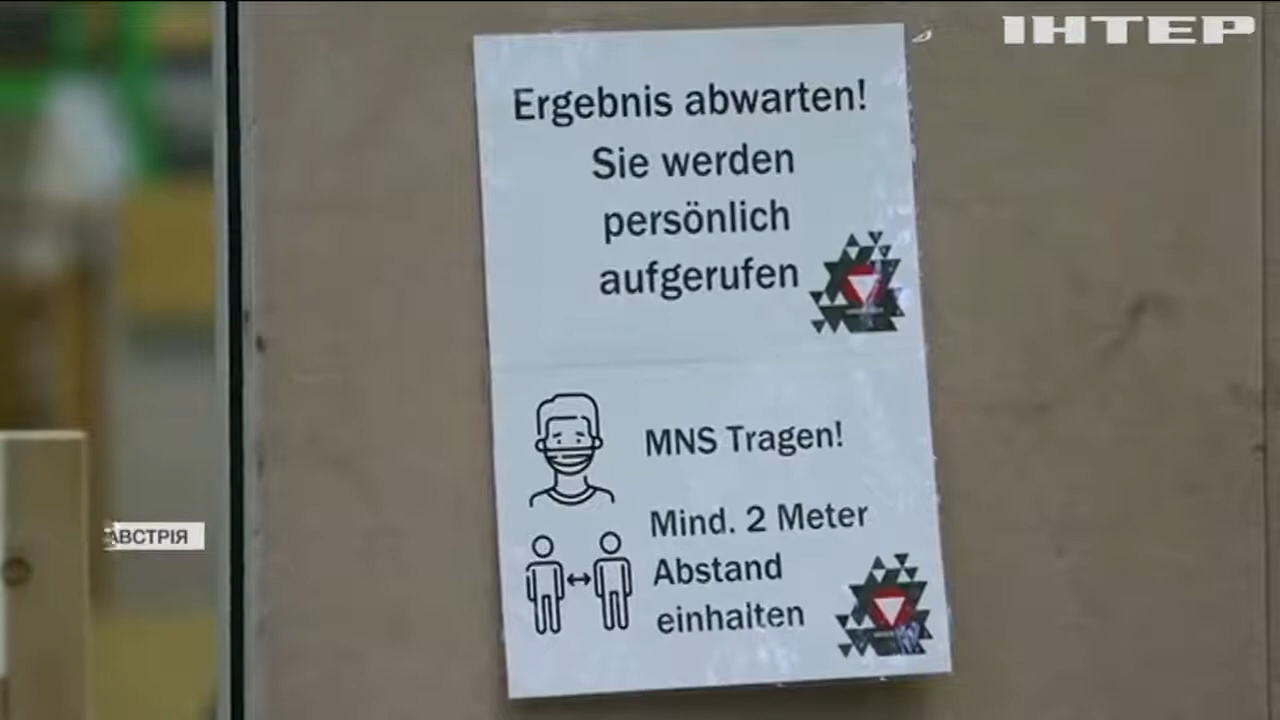 ІНТЕР
Ergebnis abwarten!
Sie werden
persönlich
aufgerufen
MNS Tragen!
Mind. 2 Meter
Abstand
einhalten
АВСТРІЯ